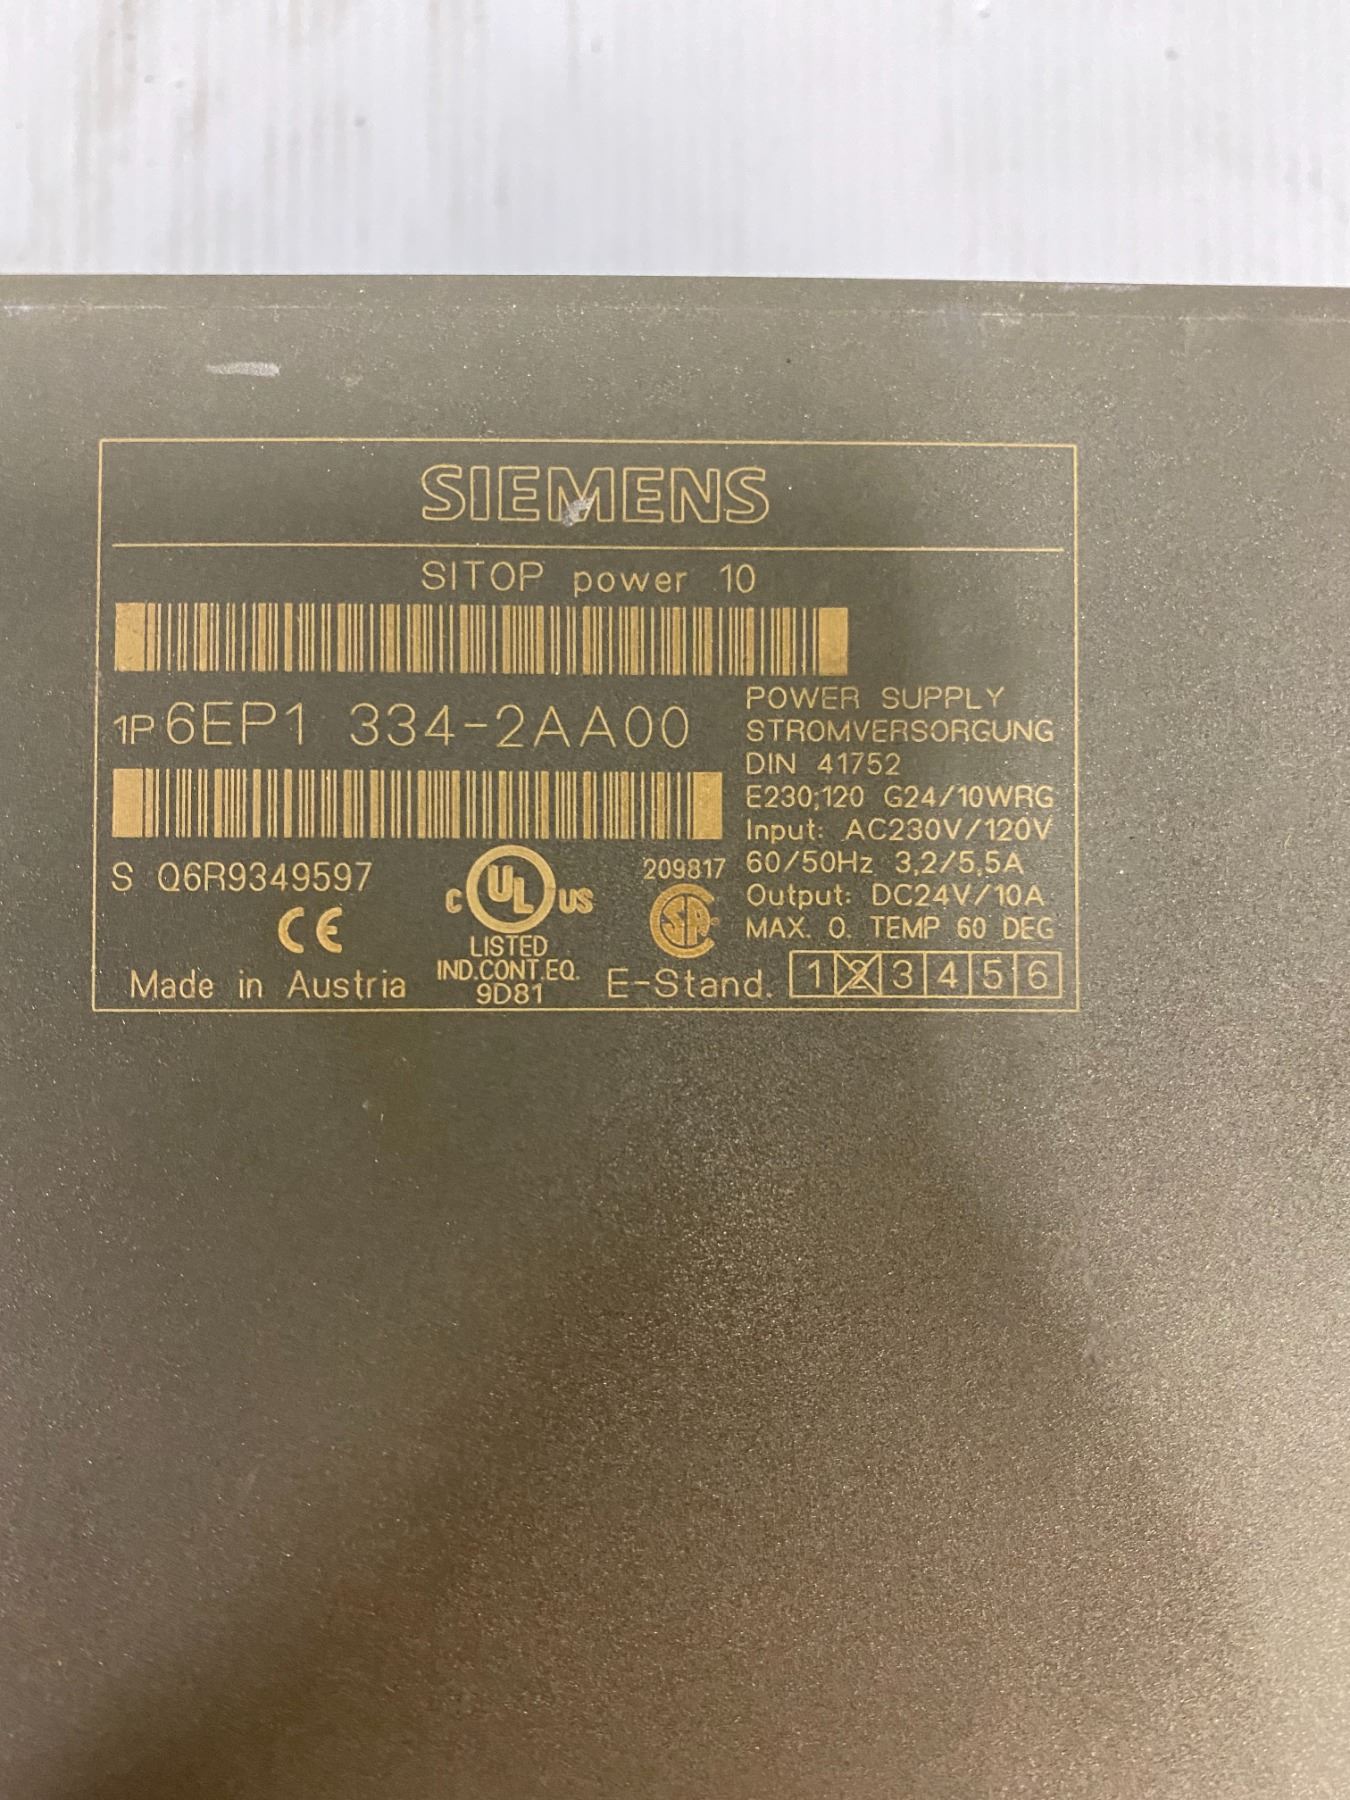 SIEMENS
SITOP power 10
1P 6EP1 334-2AA00
S Q6R9349597
CE
C UL US
LISTED
IND.CONT.EQ.
9D81
Made in Austria
209817
SP
E-Stand. 1 2 3 4 5 6
POWER SUPPLY
STROMVERSORGUNG
DIN 41752
E230;120 G24/10WRG
Input: AC230V/120V
60/50Hz 3,2/5,5A
Output: DC24V/10A
MAX. O. TEMP 60 DEG